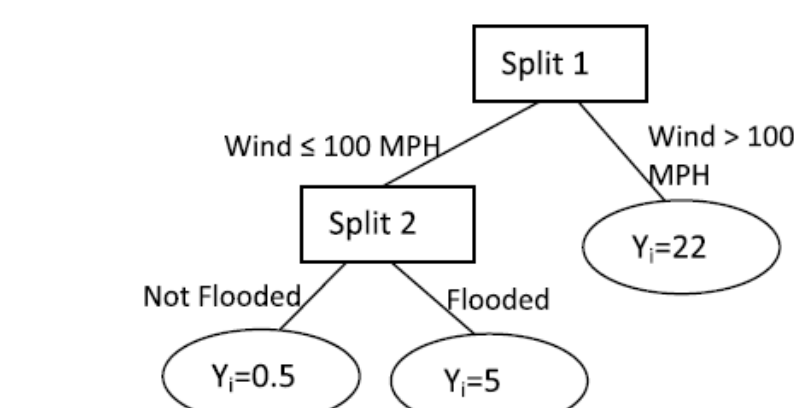 Split 1
Wind ≤ 100 MPH
Wind > 100
MPH
Split 2
Yᵢ=22
Not Flooded
Flooded
Yᵢ=0.5
Yᵢ=5